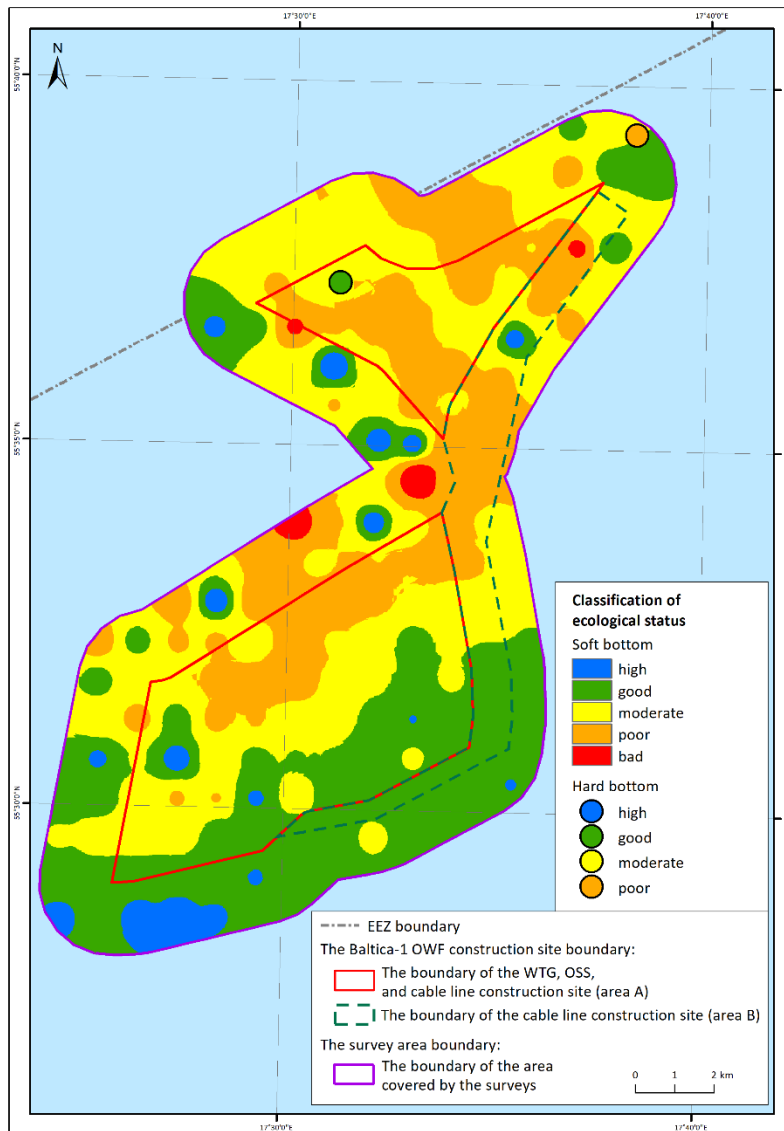 17°30'0"E
17°40'0"E
N
55°40'0"N
55°35'0"N
55°30'0"N
Classification of
ecological status
Soft bottom
high
good
moderate
poor
bad
Hard bottom
high
good
moderate
poor
EEZ boundary
The Baltica-1 OWF construction site boundary:
The boundary of the WTG, OSS,
and cable line construction site (area A)
The boundary of the cable line construction site (area B)
The survey area boundary:
The boundary of the area
covered by the surveys
0 1 2 km
17°30'0"E
17°40'0"E